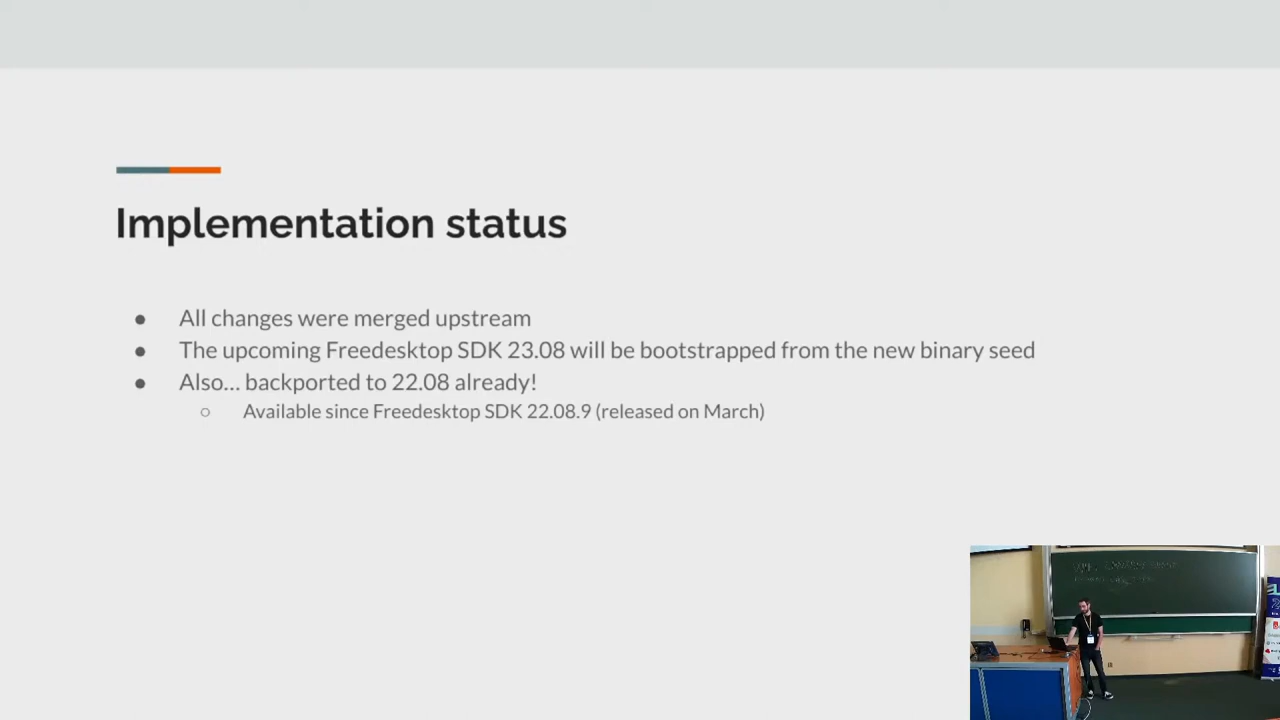 Implementation status
● All changes were merged upstream
● The upcoming Freedesktop SDK 23.08 will be bootstrapped from the new binary seed
● Also... backported to 22.08 already!
○ Available since Freedesktop SDK 22.08.9 (released on March)